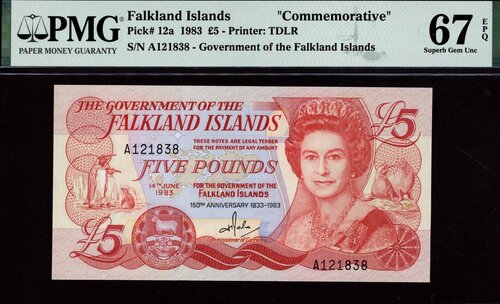 PMG
PAPER MONEY GUARANTY
Falkland Islands "Commemorative"
Pick# 12a 1983 £5 - Printer: TDLR
S/N A121838 - Government of the Falkland Islands
67 EPQ
Superb Gem Unc
THE GOVERNMENT OF THE
FALKLAND ISLANDS
£5
THESE NOTES ARE LEGAL TENDER
FOR THE PAYMENT OF ANY AMOUNT
A121838
FIVE POUNDS
14TH JUNE
1983
FOR THE GOVERNMENT OF THE
FALKLAND ISLANDS
150TH ANNIVERSARY 1833-1983
£5
Commissioner of Currency
A121838